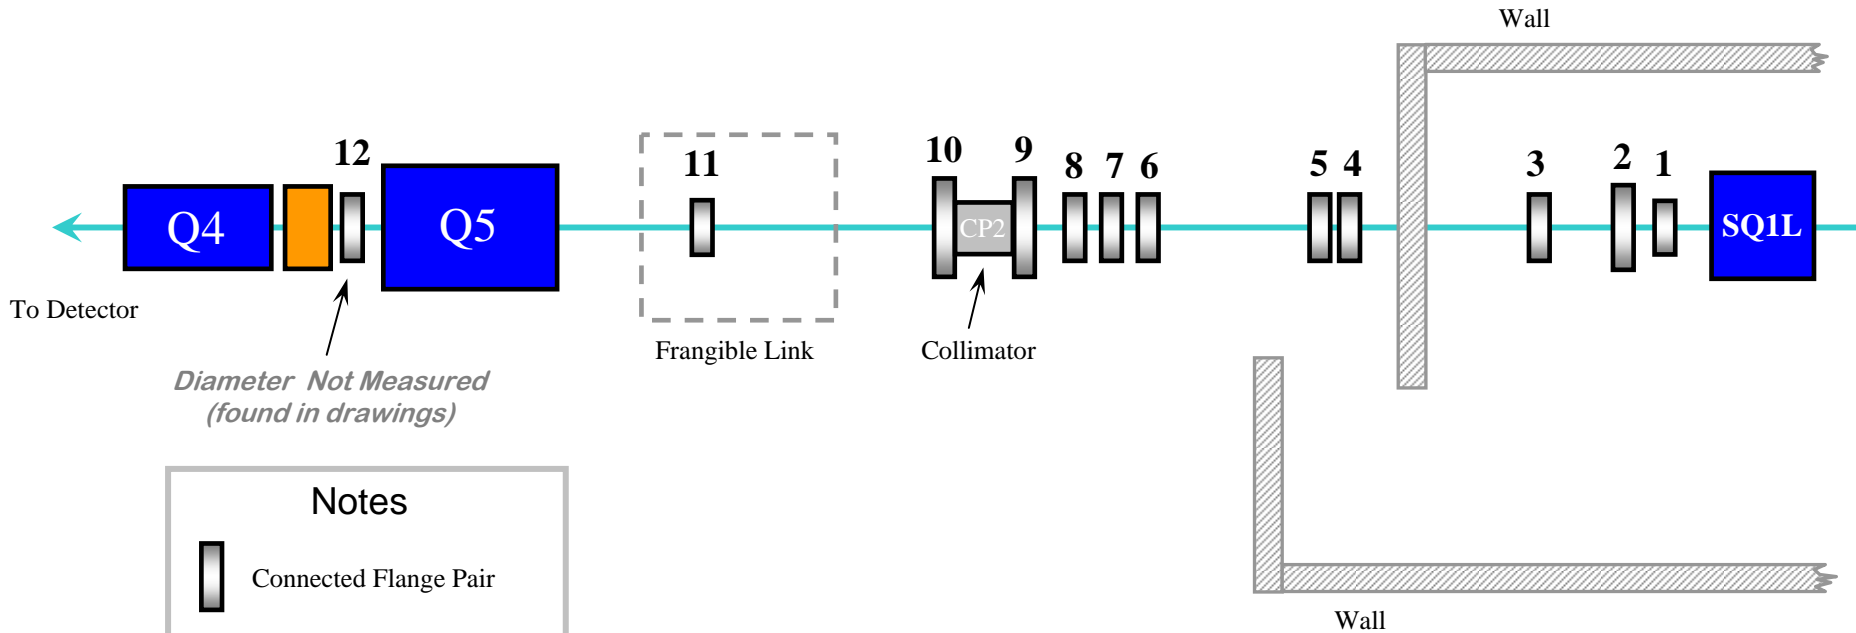 Wall
12
11
10
9
8
7
6
5
4
3
2
1
Q4
Q5
CP2
SQ1L
To Detector
Frangible Link
Collimator
Diameter Not Measured
(found in drawings)
Notes
Connected Flange Pair
Wall